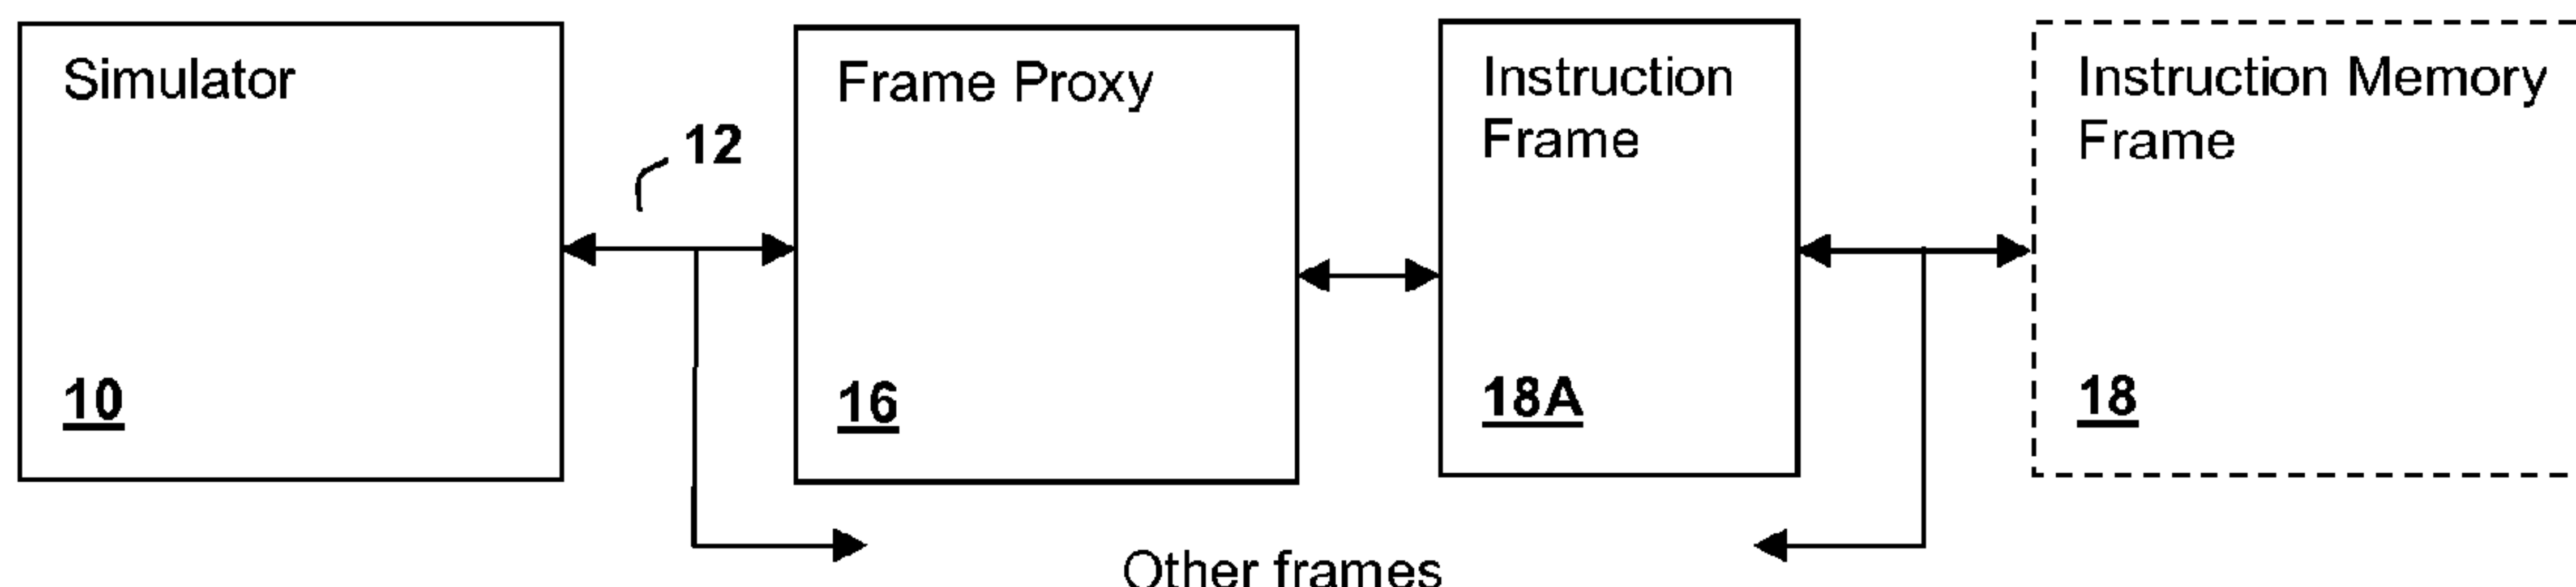 Simulator
10
12
Frame Proxy
16
Instruction
Frame
18A
Instruction Memory
Frame
18
Other frames